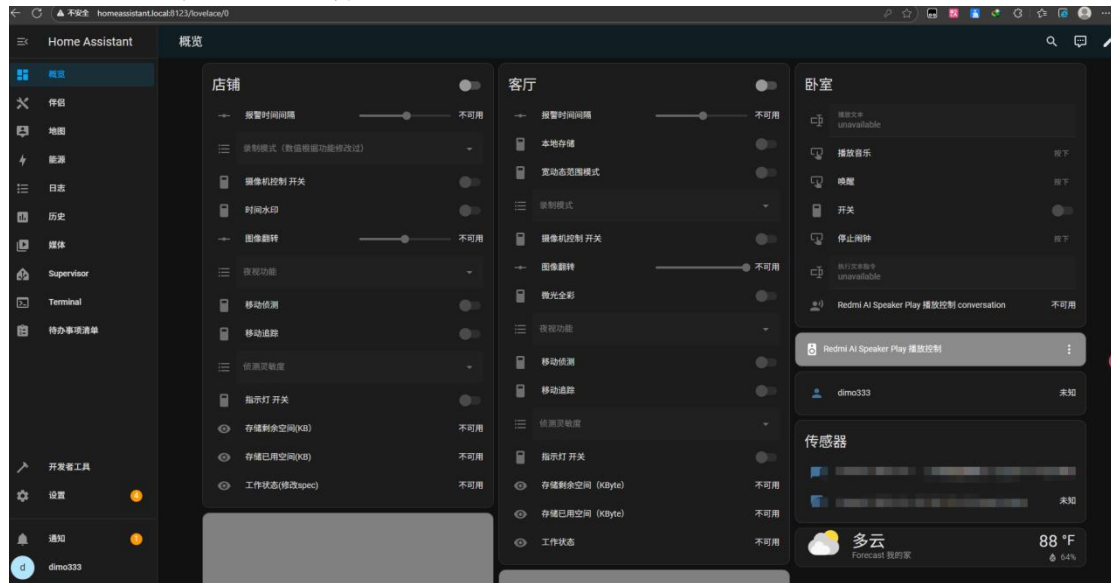 不安全 homeassistant.local:8123/lovelace/0
Home Assistant
概览
概览
伴侣
地图
能源
日志
历史
媒体
Supervisor
Terminal
待办事项清单
开发者工具
设置 4
通知 1
d dimo333
店铺
报警时间间隔 不可用
录制模式（数值根据功能修改过）
摄像机控制 开关
时间水印
图像翻转 不可用
夜视功能
移动侦测
移动追踪
侦测灵敏度
指示灯 开关
存储剩余空间(KB) 不可用
存储已用空间(KB) 不可用
工作状态(修改spec) 不可用
客厅
报警时间间隔 不可用
本地存储
宽动态范围模式
录制模式
摄像机控制 开关
图像翻转 不可用
微光全彩
夜视功能
移动侦测
移动追踪
侦测灵敏度
指示灯 开关
存储剩余空间（KByte） 不可用
存储已用空间（KByte） 不可用
工作状态 不可用
卧室
播放文本
unavailable
播放音乐 按下
唤醒 按下
开关
停止闹钟 按下
执行文本指令
unavailable
Redmi AI Speaker Play 播放控制 conversation 不可用
Redmi AI Speaker Play 播放控制
dimo333 未知
传感器
未知
多云 88 °F
Forecast 我的家 64%